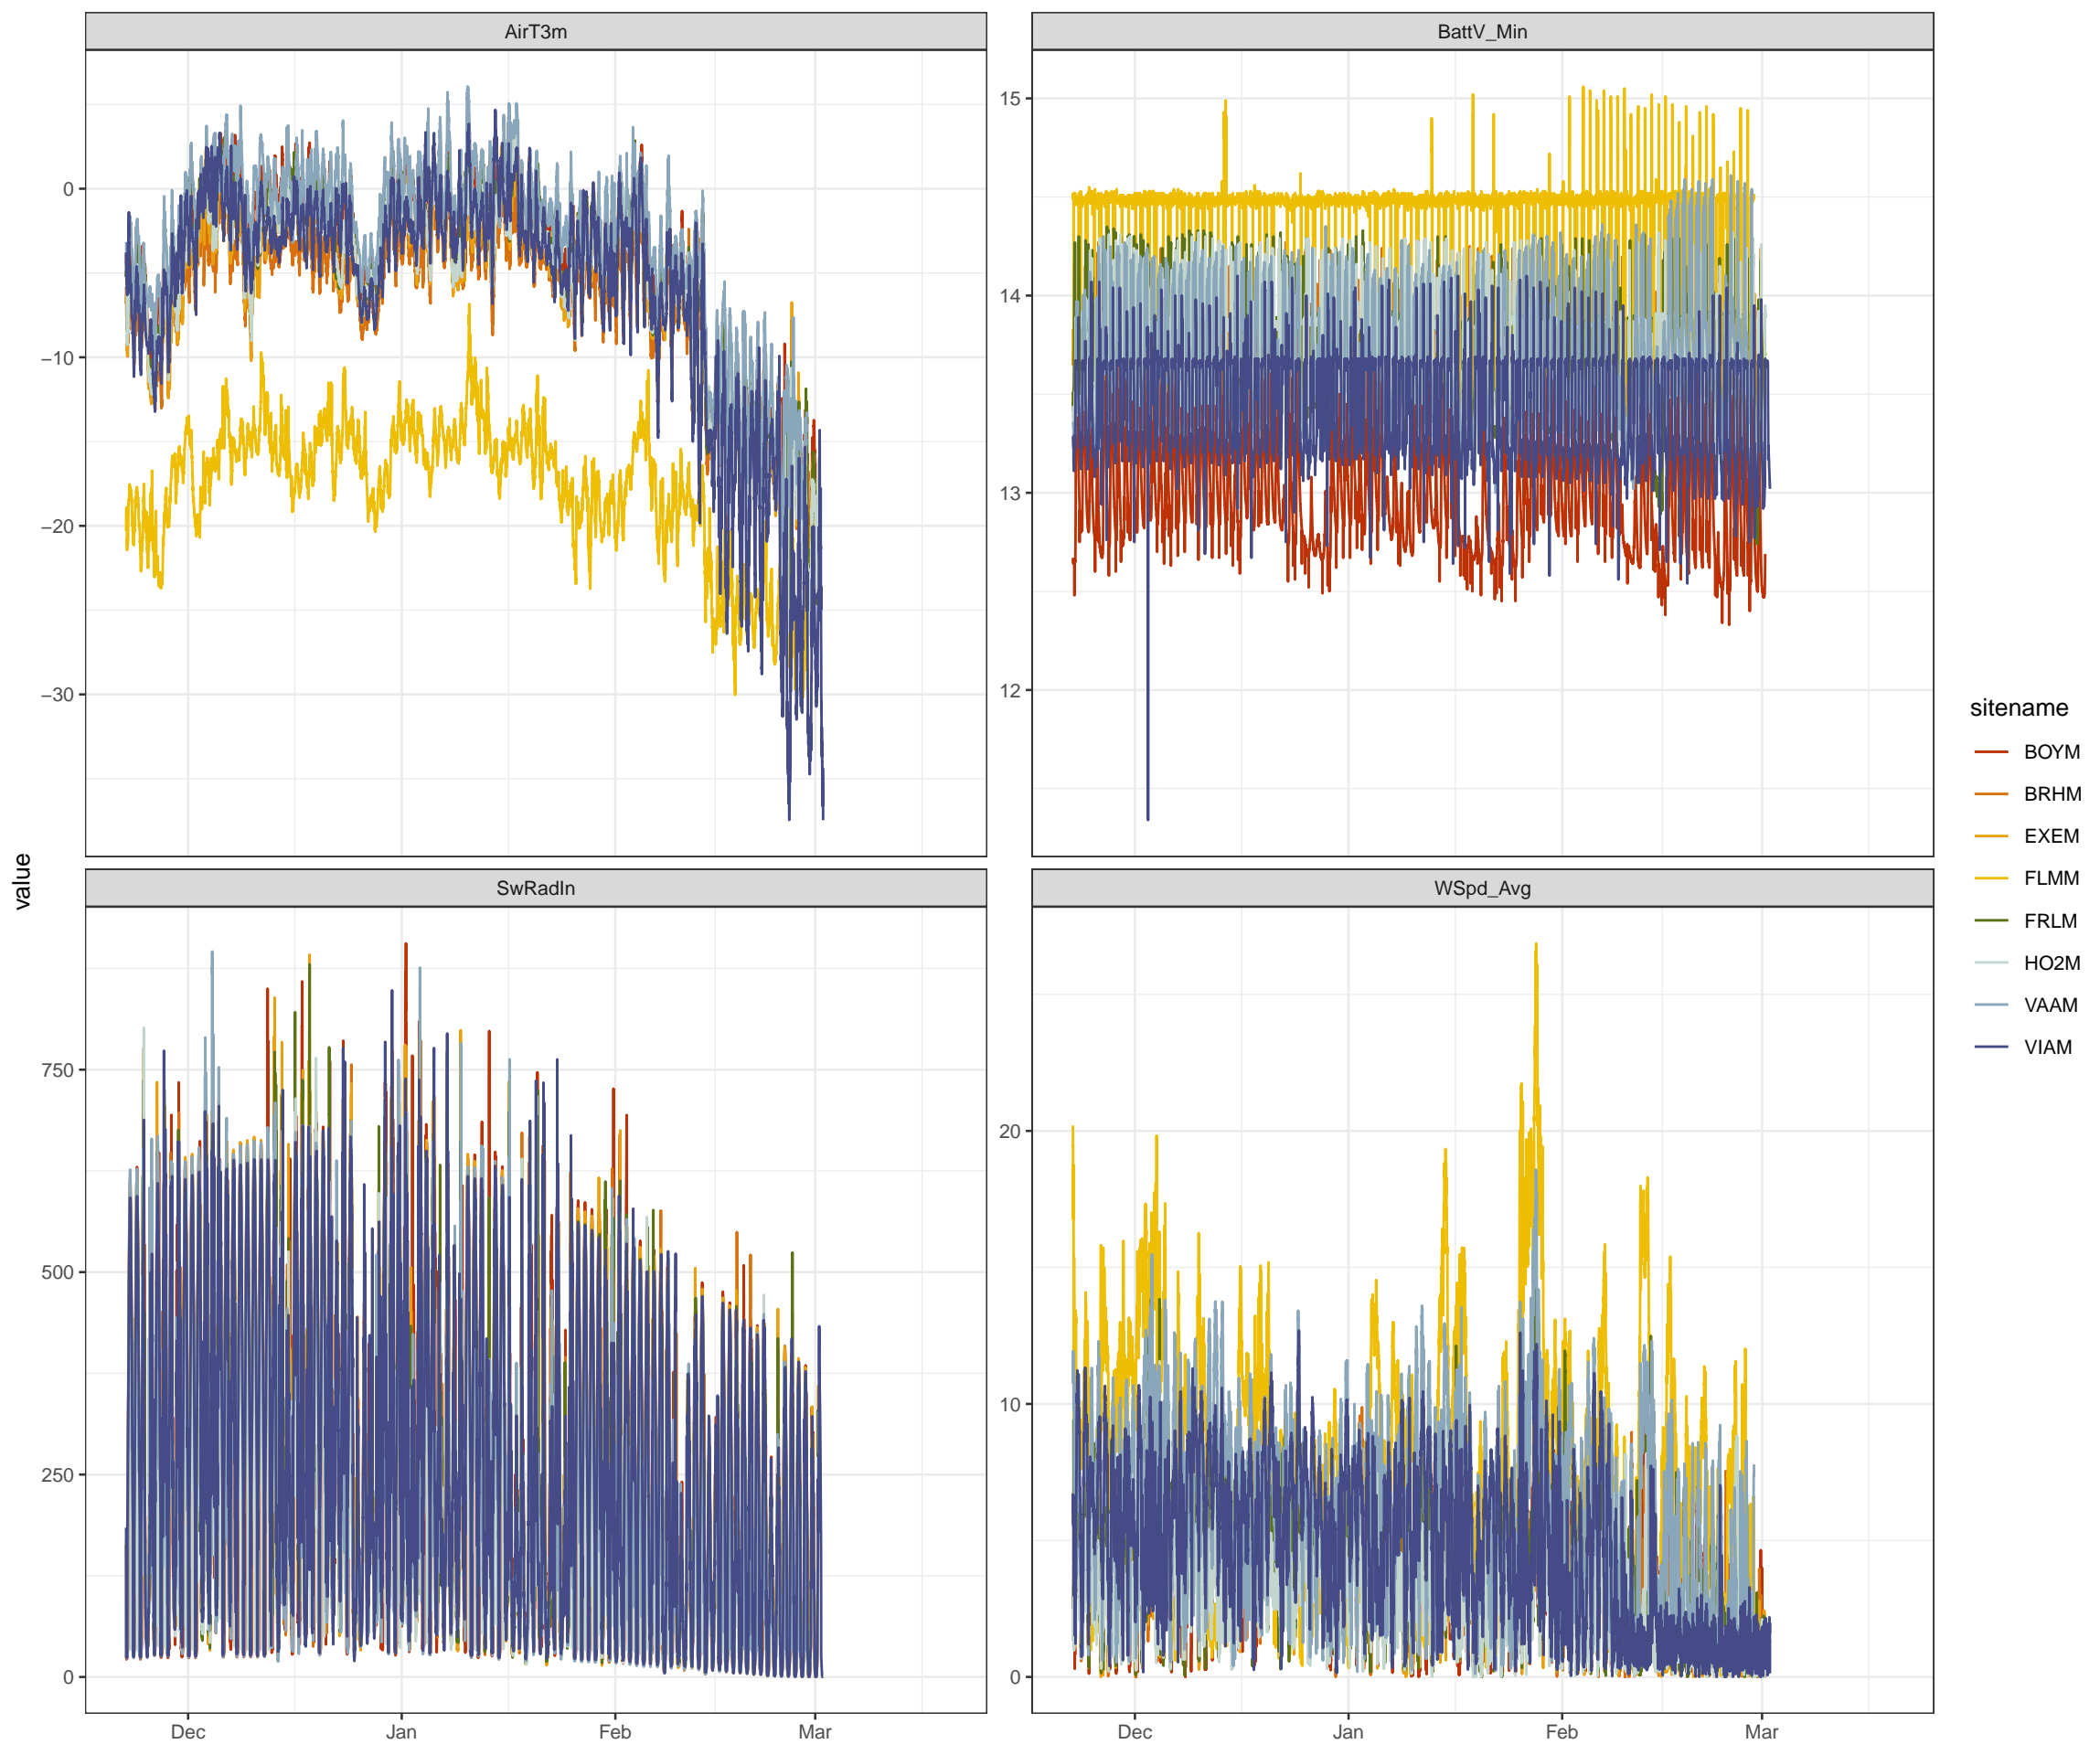 AirT3m
BattV_Min
0
−10
−20
−30
15
14
13
12
value
SwRadIn
WSpd_Avg
750
500
250
0
20
10
0
Dec
Jan
Feb
Mar
Dec
Jan
Feb
Mar
sitename
BOYM
BRHM
EXEM
FLMM
FRLM
HO2M
VAAM
VIAM